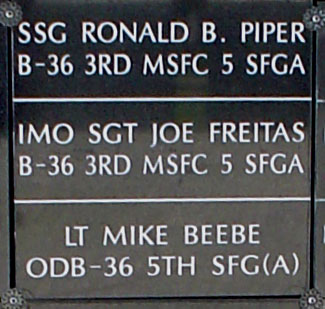 SSG RONALD B. PIPER
B-36 3RD MSFC 5 SFGA
IMO SGT JOE FREITAS
B-36 3RD MSFC 5 SFGA
LT MIKE BEEBE
ODB-36 5TH SFG(A)